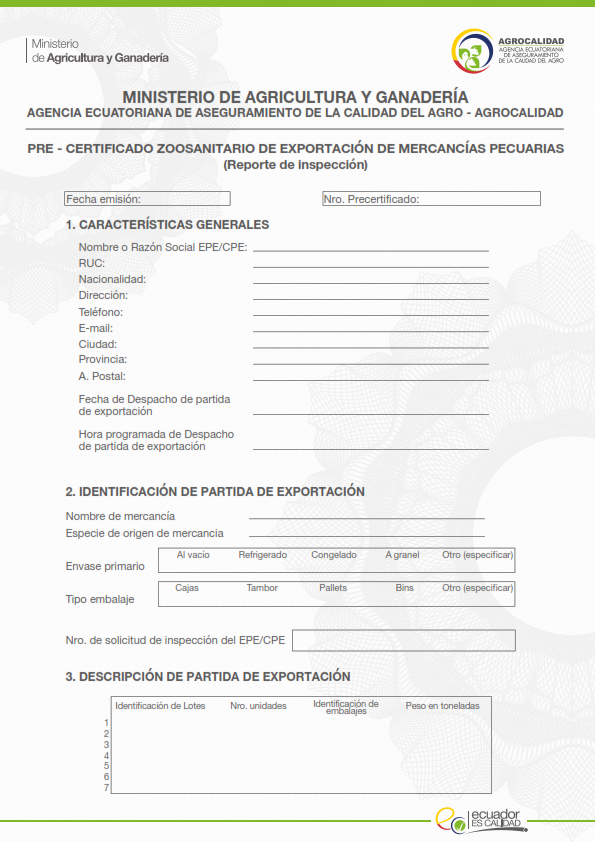 Ministerio
de Agricultura y Ganadería
AGROCALIDAD
AGENCIA ECUATORIANA
DE ASEGURAMIENTO
DE LA CALIDAD DEL AGRO
MINISTERIO DE AGRICULTURA Y GANADERÍA
AGENCIA ECUATORIANA DE ASEGURAMIENTO DE LA CALIDAD DEL AGRO - AGROCALIDAD
PRE - CERTIFICADO ZOOSANITARIO DE EXPORTACIÓN DE MERCANCÍAS PECUARIAS
(Reporte de inspección)
Fecha emisión: Nro. Precertificado:
1. CARACTERÍSTICAS GENERALES
Nombre o Razón Social EPE/CPE:
RUC:
Nacionalidad:
Dirección:
Teléfono:
E-mail:
Ciudad:
Provincia:
A. Postal:
Fecha de Despacho de partida
de exportación
Hora programada de Despacho
de partida de exportación
2. IDENTIFICACIÓN DE PARTIDA DE EXPORTACIÓN
Nombre de mercancía
Especie de origen de mercancia
Envase primario Al vacío Refrigerado Congelado A granel Otro (especificar)
Tipo embalaje Cajas Tambor Pallets Bins Otro (especificar)
Nro. de solicitud de inspección del EPE/CPE
3. DESCRIPCIÓN DE PARTIDA DE EXPORTACIÓN
Identificación de Lotes Nro. unidades Identificación de embalajes Peso en toneladas
1
2
3
4
5
6
7
ecuador
ES CALIDAD